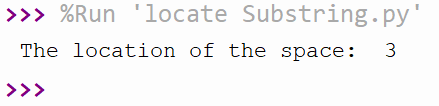 >>> %Run 'locate Substring.py'
The location of the space:  3
>>>